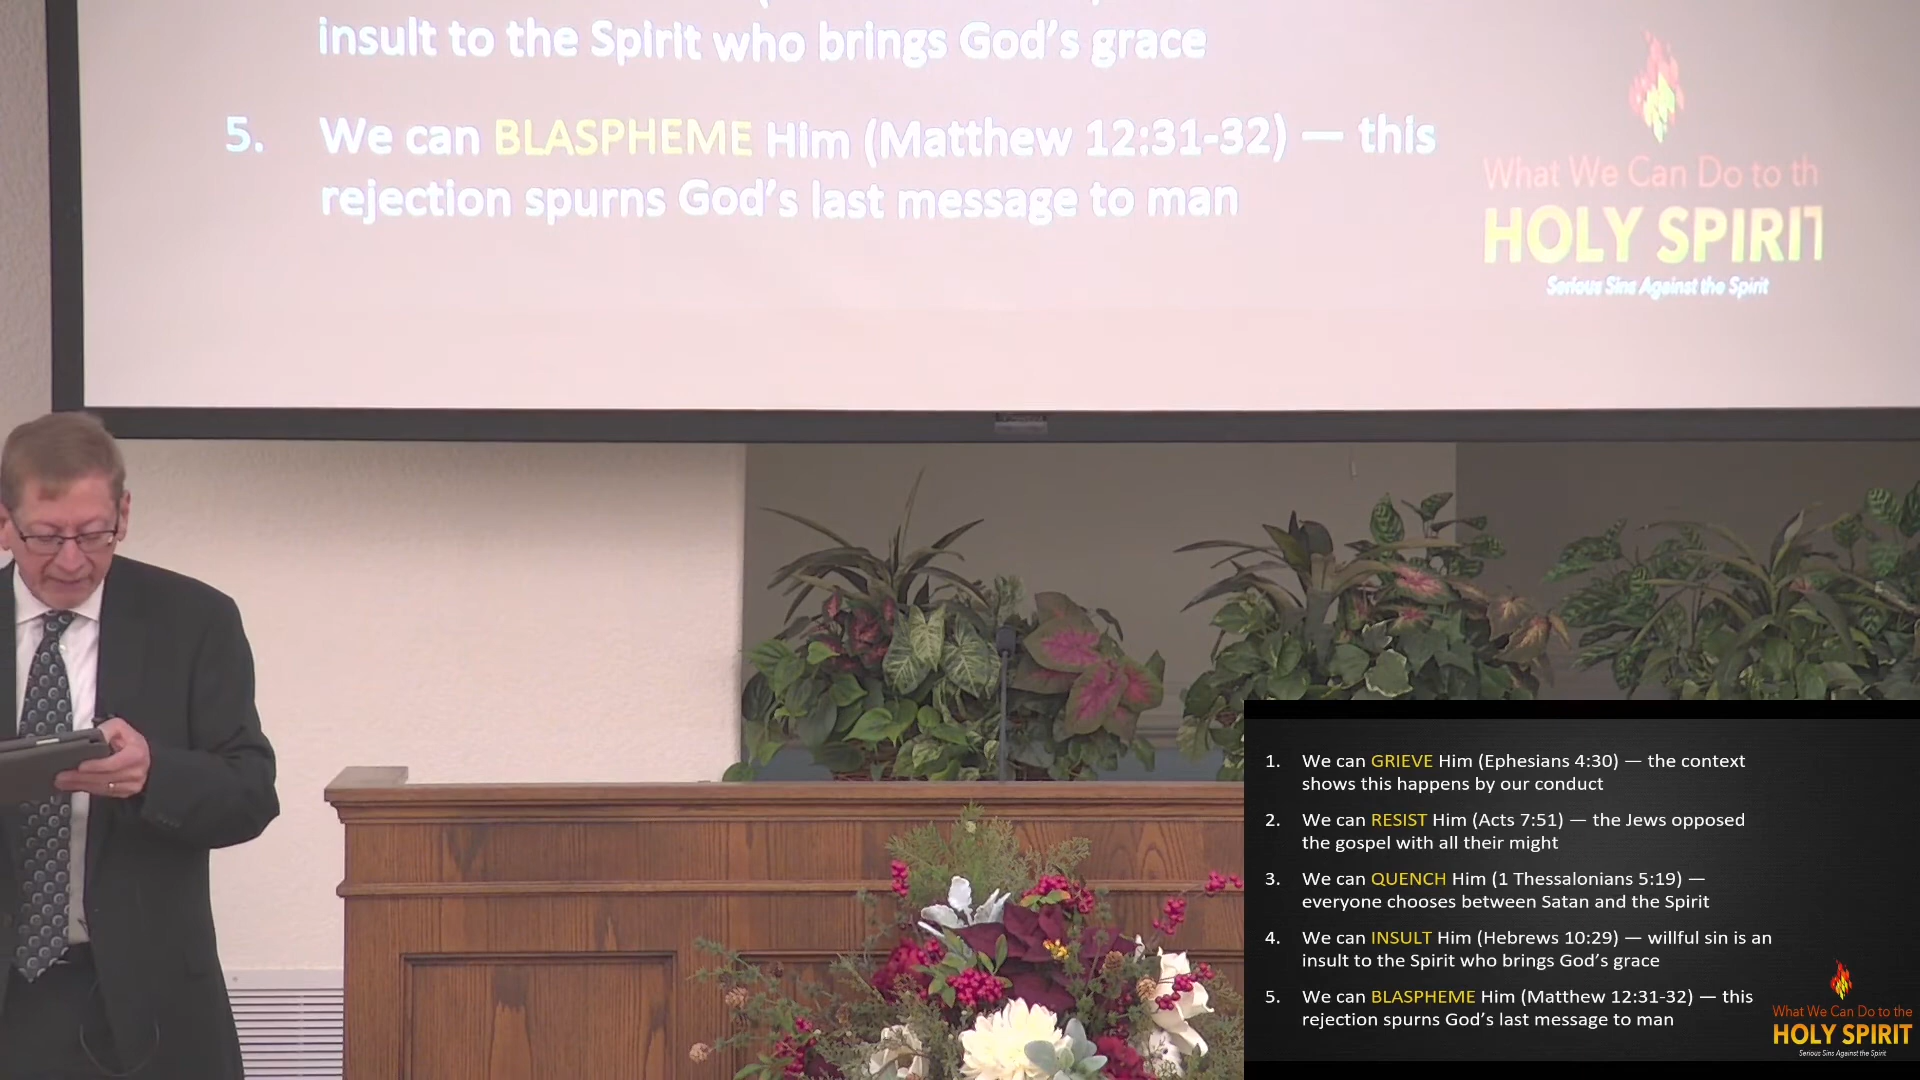 insult to the Spirit who brings God's grace
5. We can BLASPHEME Him (Matthew 12:31-32) — this
rejection spurns God's last message to man
What We Can Do to th
HOLY SPIRIT
Serious Sins Against the Spirit
1. We can GRIEVE Him (Ephesians 4:30) — the context
shows this happens by our conduct
2. We can RESIST Him (Acts 7:51) — the Jews opposed
the gospel with all their might
3. We can QUENCH Him (1 Thessalonians 5:19) —
everyone chooses between Satan and the Spirit
4. We can INSULT Him (Hebrews 10:29) — willful sin is an
insult to the Spirit who brings God's grace
5. We can BLASPHEME Him (Matthew 12:31-32) — this
rejection spurns God's last message to man
What We Can Do to the
HOLY SPIRIT
Serious Sins Against the Spirit